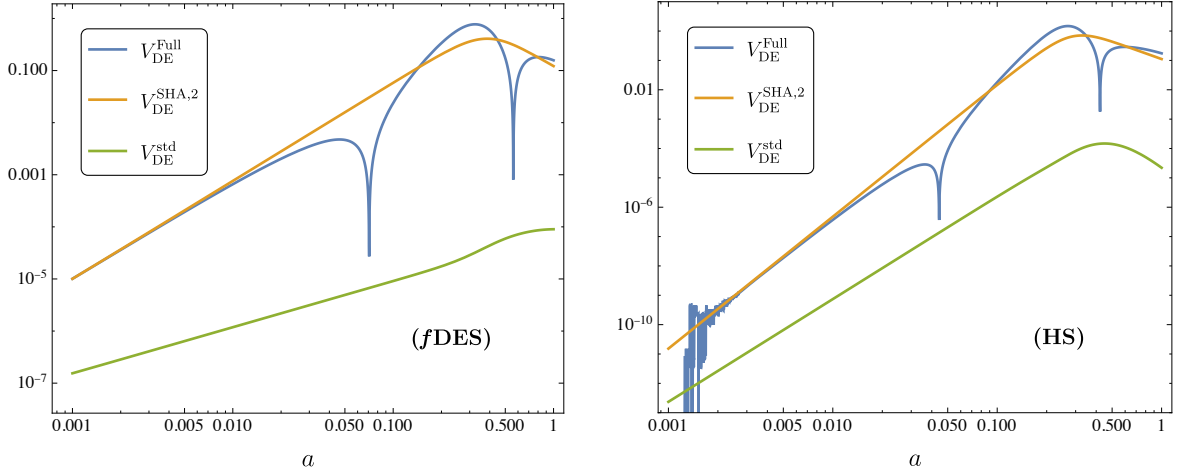 V_DE^Full
V_DE^SHA,2
V_DE^std
0.100
0.001
10^-5
10^-7
(fDES)
0.001 0.005 0.010 0.050 0.100 0.500 1
a
V_DE^Full
V_DE^SHA,2
V_DE^std
0.01
10^-6
10^-10
(HS)
0.001 0.005 0.010 0.050 0.100 0.500 1
a